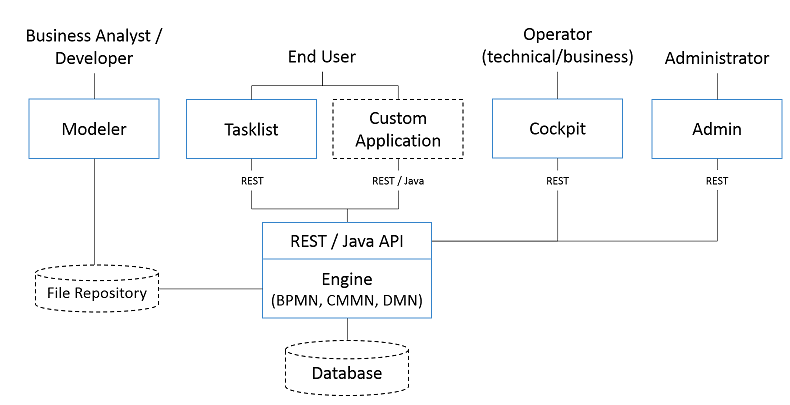 Business Analyst /
Developer
End User
Operator
(technical/business)
Administrator
Modeler
Tasklist
Custom
Application
Cockpit
Admin
REST
REST / Java
REST
REST
REST / Java API
Engine
(BPMN, CMMN, DMN)
File Repository
Database